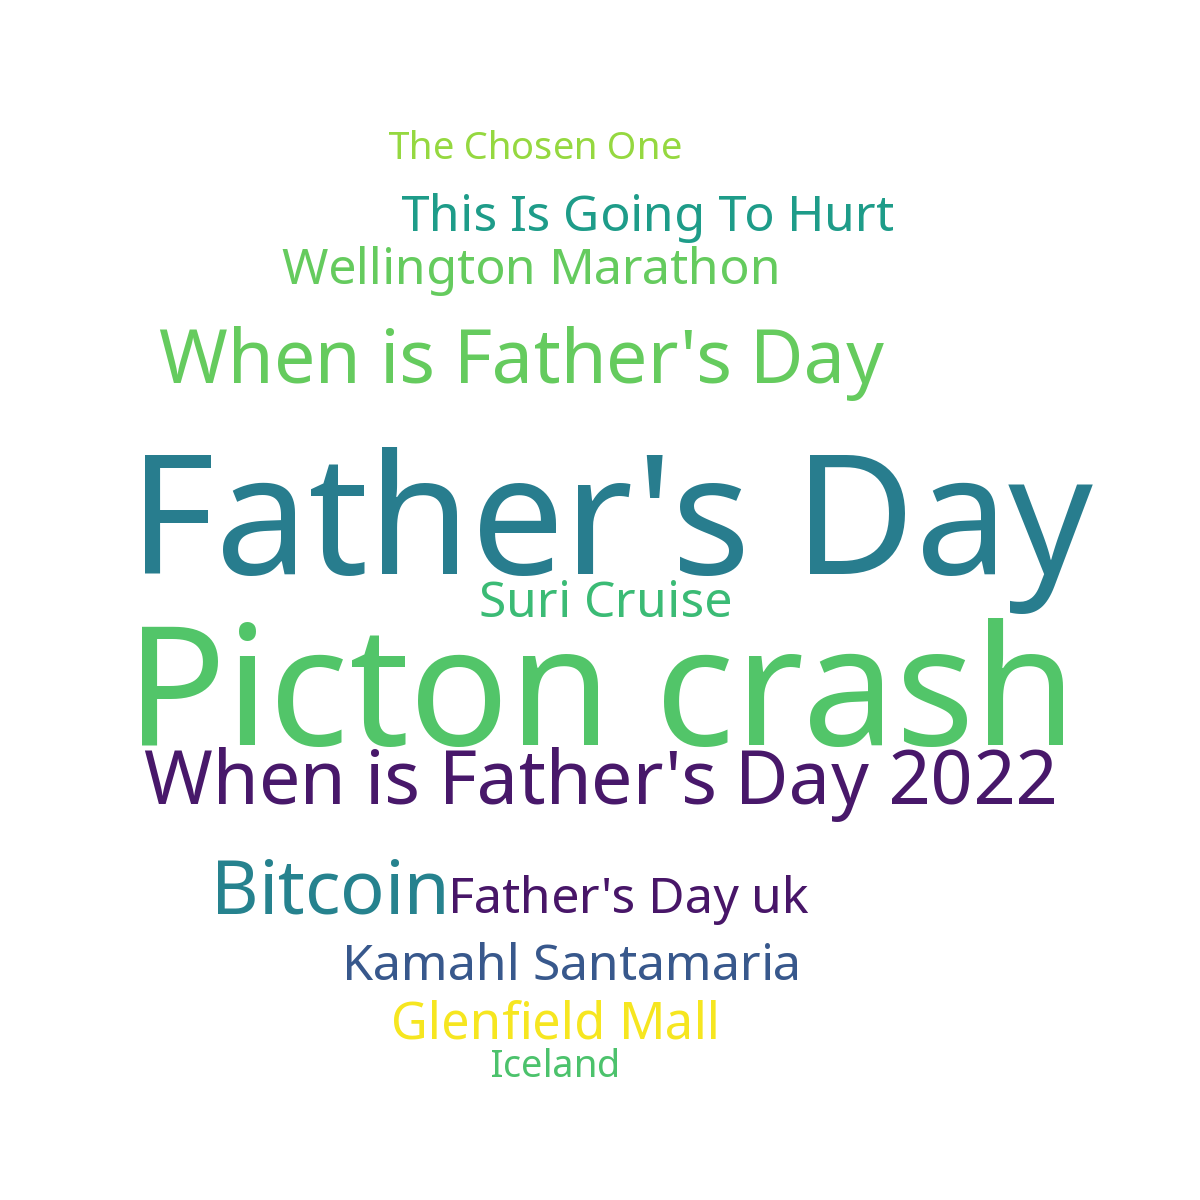 The Chosen One
This Is Going To Hurt
Wellington Marathon
When is Father's Day
Father's Day
Suri Cruise
Picton crash
When is Father's Day 2022
Bitcoin
Father's Day uk
Kamahl Santamaria
Glenfield Mall
Iceland